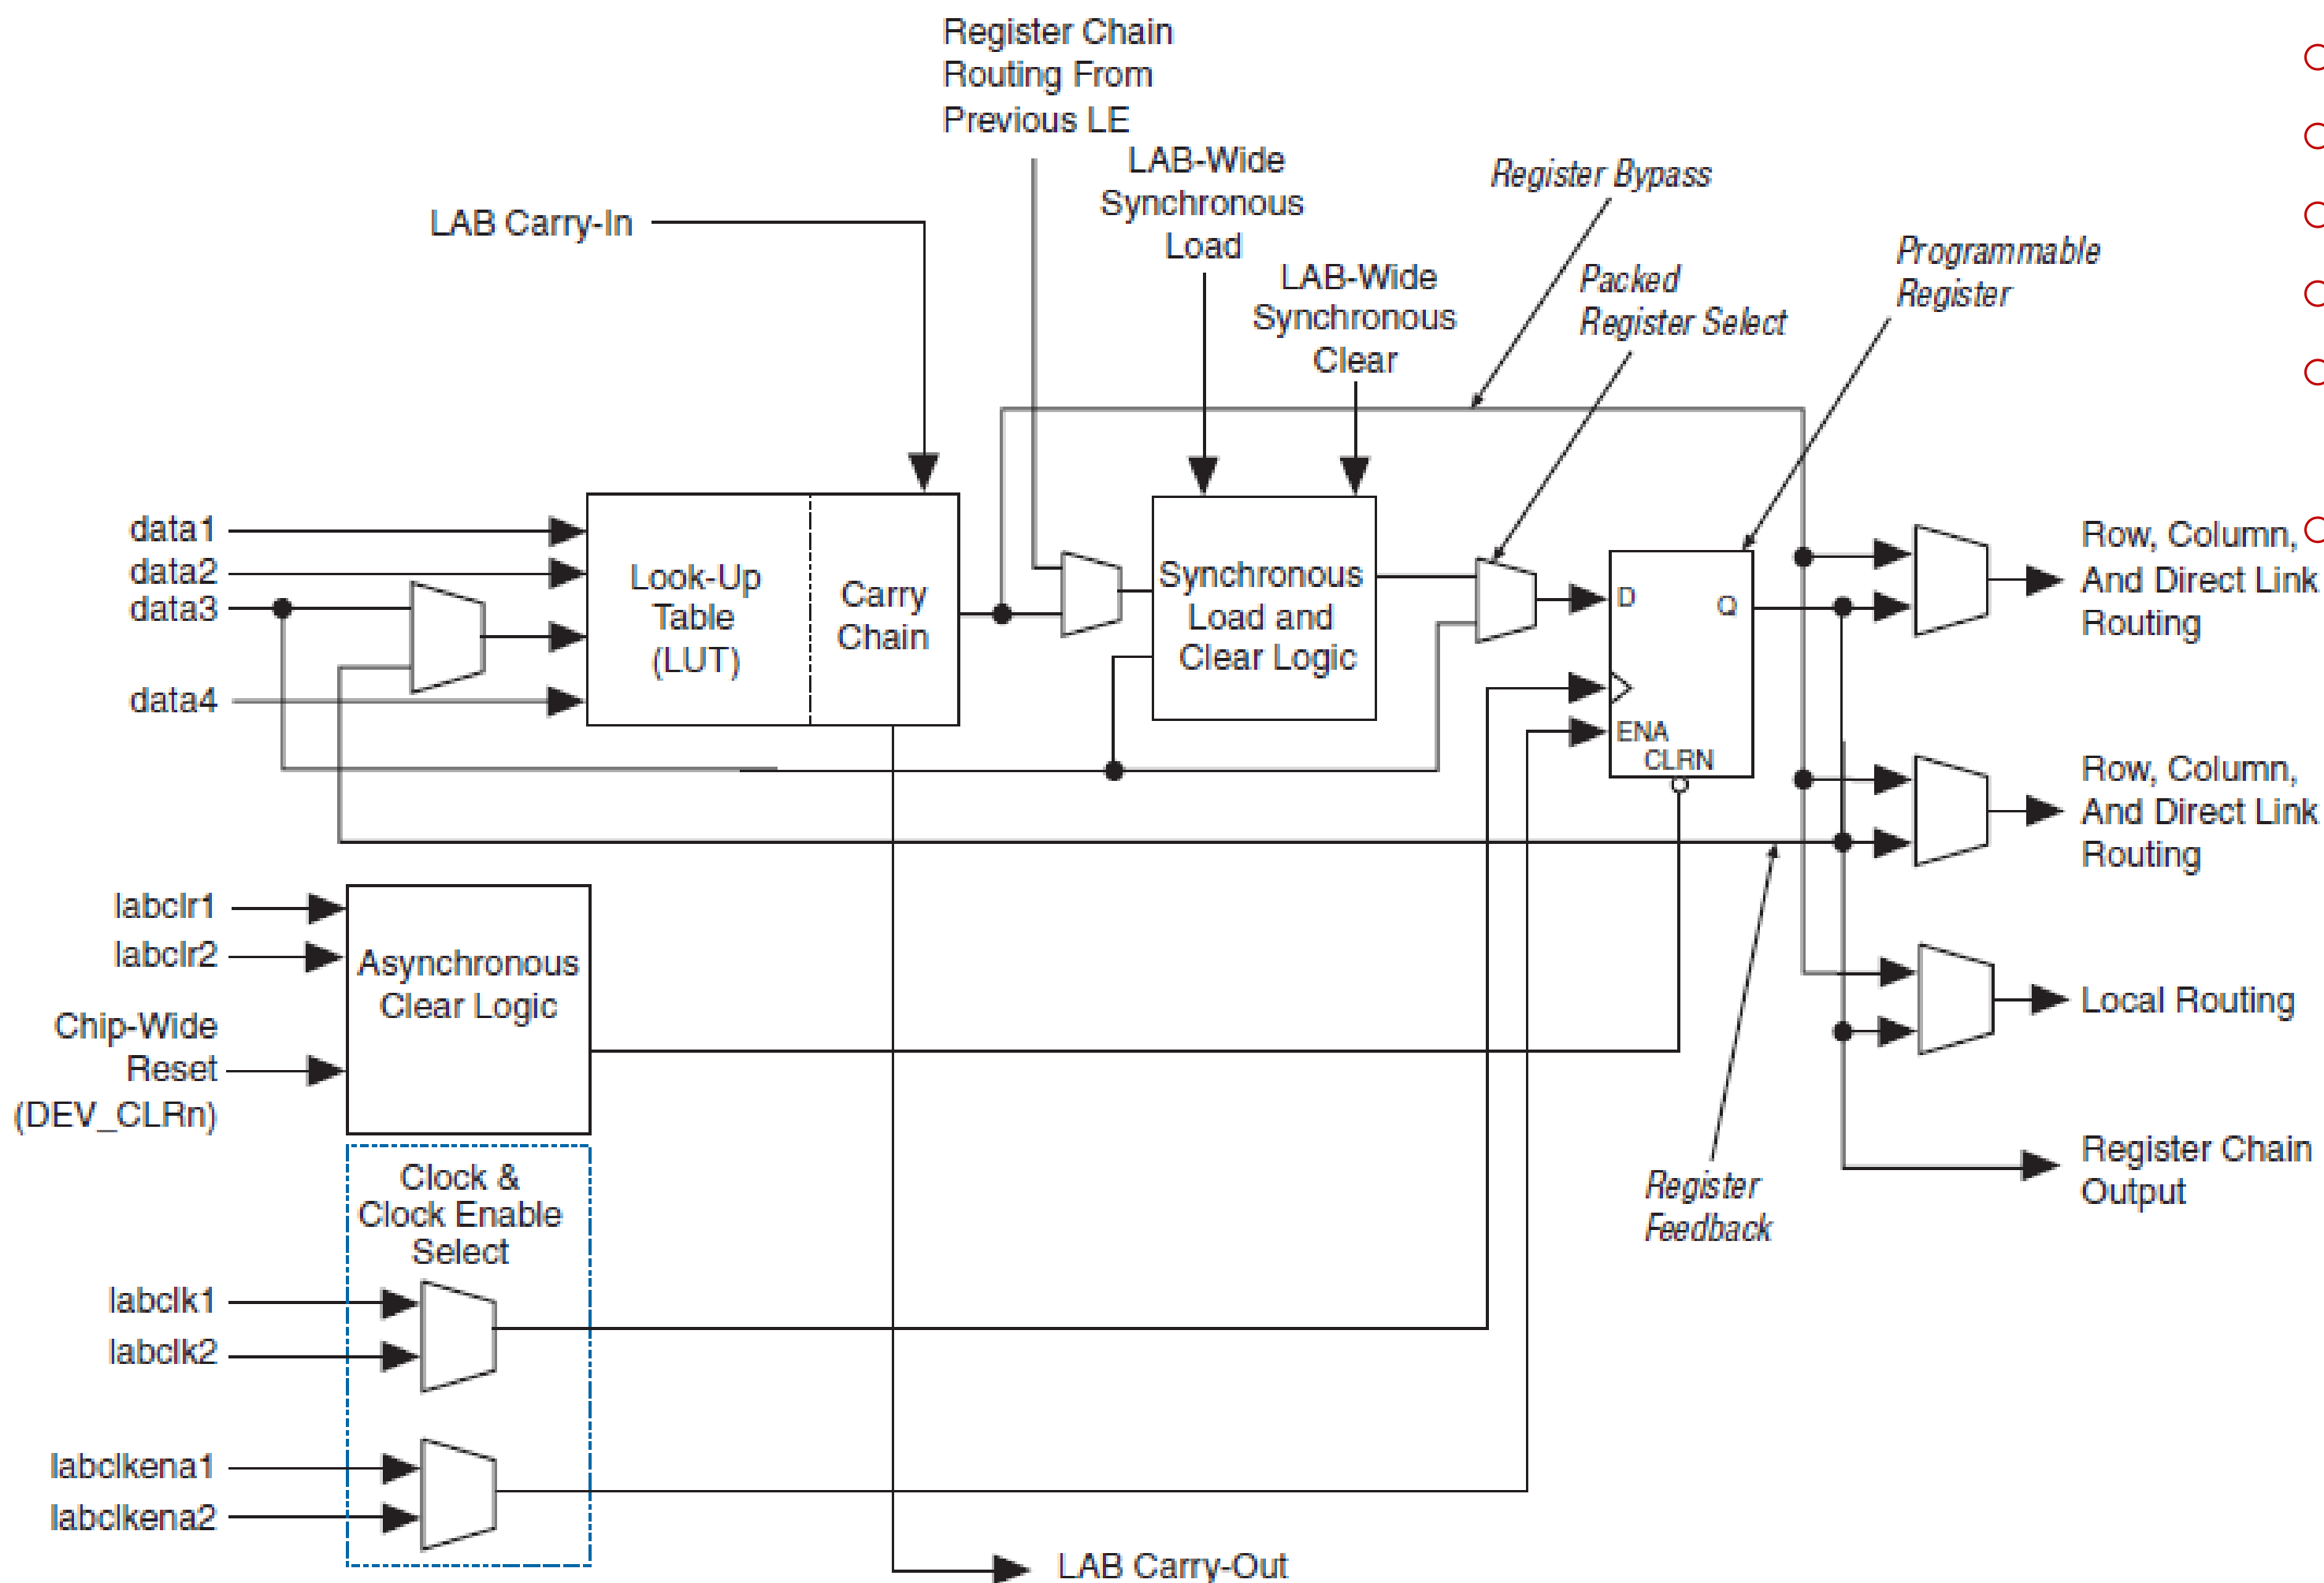 Register Chain
Routing From
Previous LE
LAB-Wide
Synchronous
Load
Register Bypass
LAB Carry-In
Programmable
Register
LAB-Wide
Synchronous
Clear
Packed
Register Select
data1
data2
data3
data4
Look-Up
Table
(LUT)
Carry
Chain
Synchronous
Load and
Clear Logic
D
Q
ENA
CLRN
Row, Column,
And Direct Link
Routing
Row, Column,
And Direct Link
Routing
labclr1
labclr2
Chip-Wide
Reset
(DEV_CLRn)
Asynchronous
Clear Logic
Local Routing
Register Chain
Output
Register
Feedback
Clock &
Clock Enable
Select
labclk1
labclk2
labclkena1
labclkena2
LAB Carry-Out